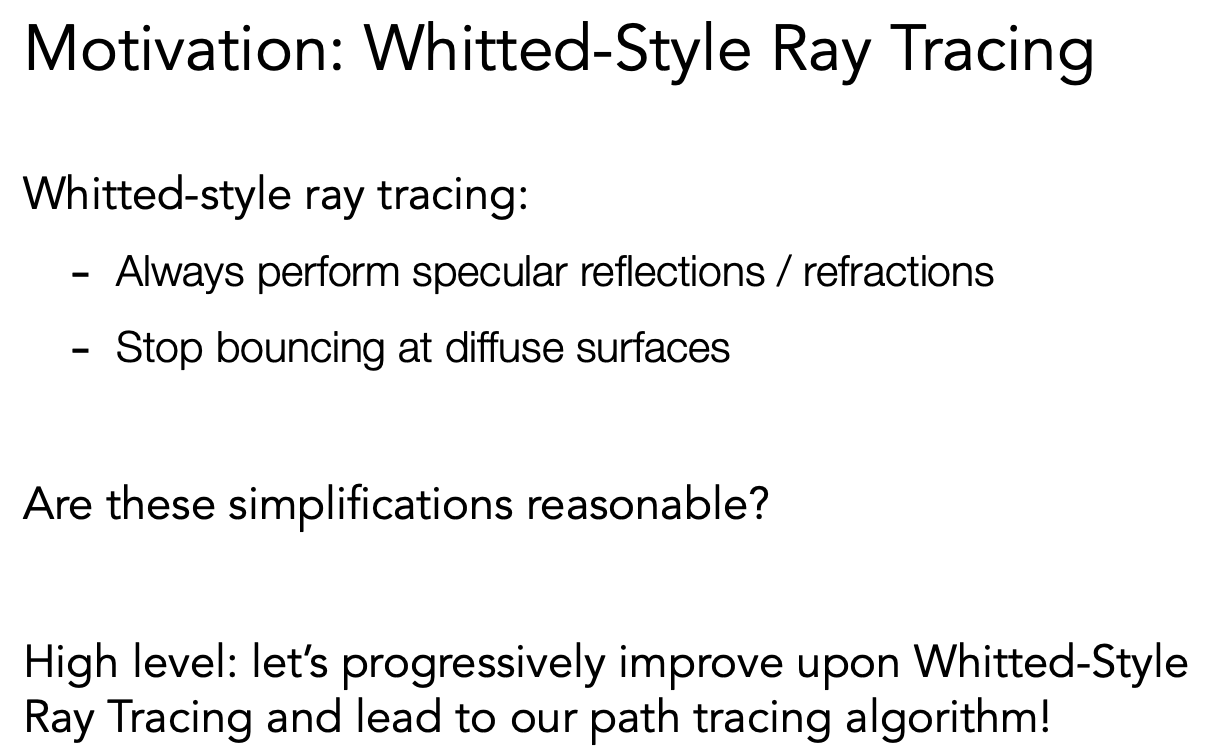 Motivation: Whitted-Style Ray Tracing
Whitted-style ray tracing:
- Always perform specular reflections / refractions
- Stop bouncing at diffuse surfaces
Are these simplifications reasonable?
High level: let’s progressively improve upon Whitted-Style
Ray Tracing and lead to our path tracing algorithm!